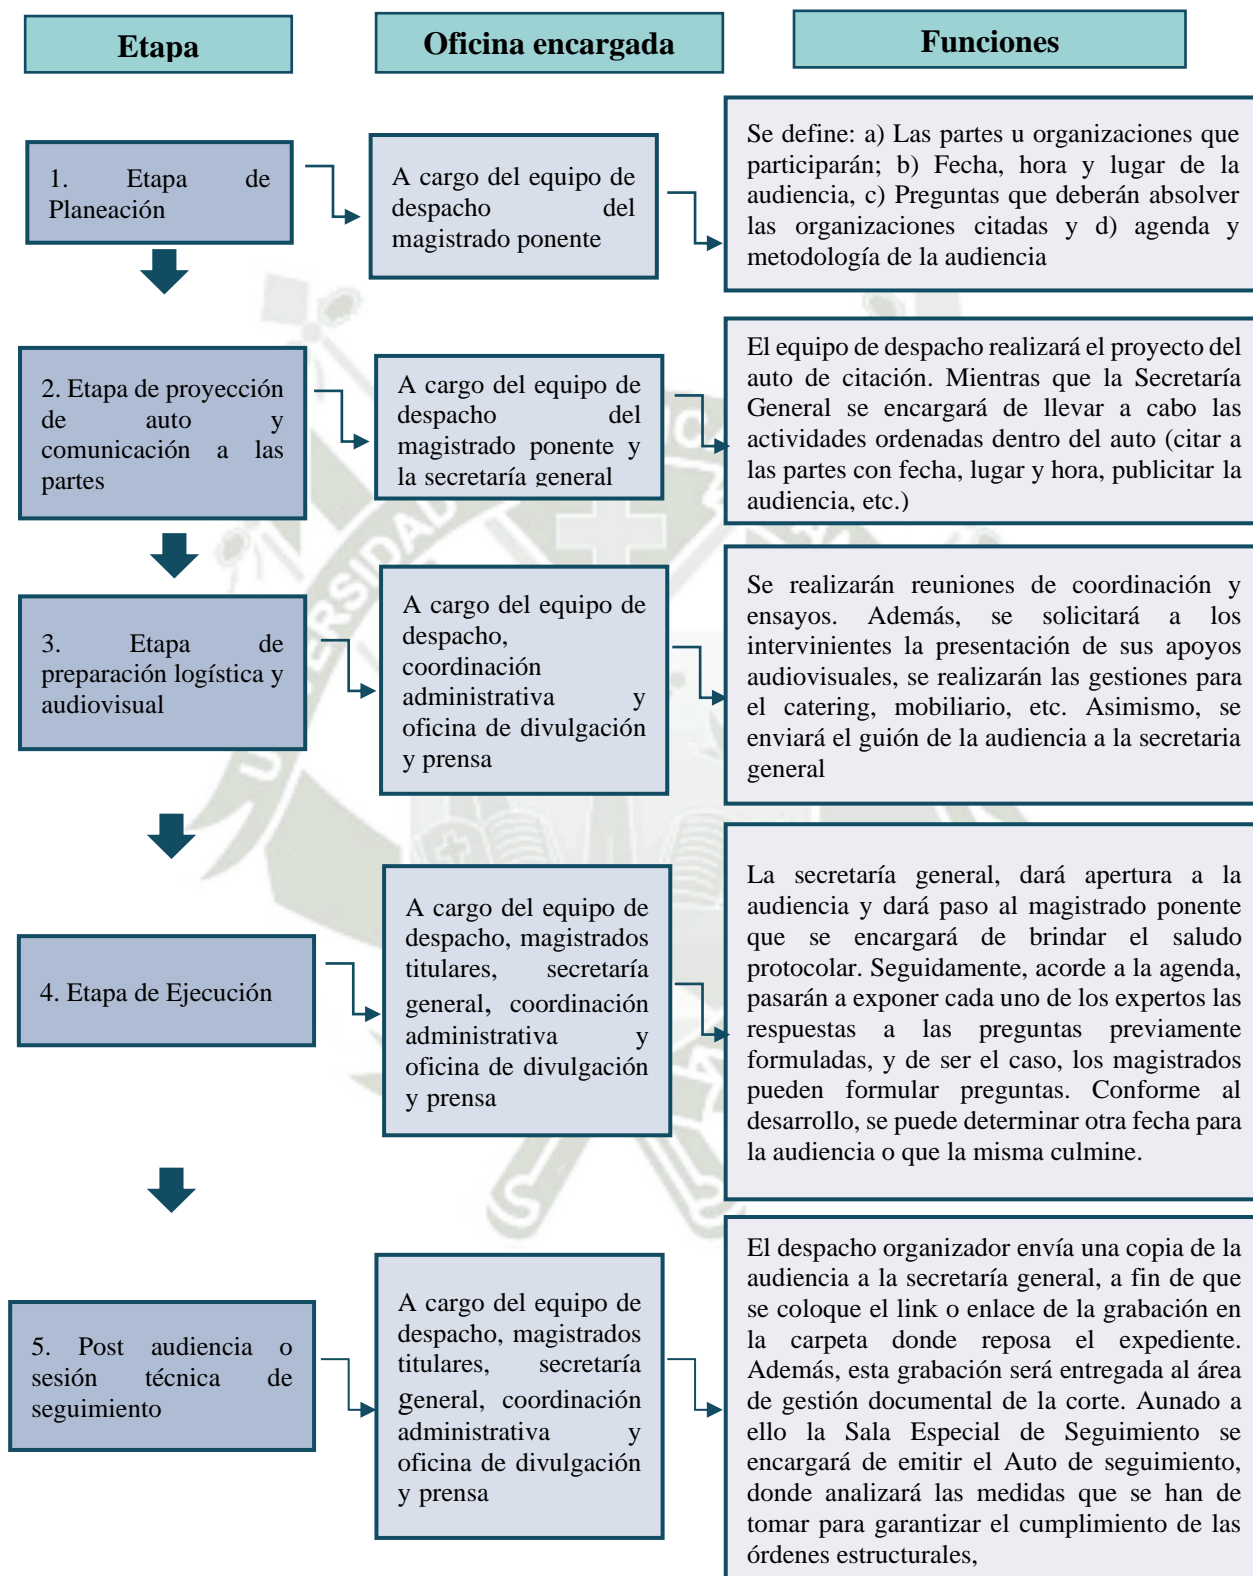 Etapa
Oficina encargada
Funciones
1. Etapa de
Planeación
A cargo del equipo de
despacho del
magistrado ponente
Se define: a) Las partes u organizaciones que
participarán; b) Fecha, hora y lugar de la
audiencia, c) Preguntas que deberán absolver
las organizaciones citadas y d) agenda y
metodología de la audiencia
2. Etapa de proyección
de auto y
comunicación a las
partes
A cargo del equipo de
despacho del
magistrado ponente y
la secretaría general
El equipo de despacho realizará el proyecto del
auto de citación. Mientras que la Secretaría
General se encargará de llevar a cabo las
actividades ordenadas dentro del auto (citar a
las partes con fecha, lugar y hora, publicitar la
audiencia, etc.)
3. Etapa de
preparación logística y
audiovisual
A cargo del equipo de
despacho,
coordinación
administrativa y
oficina de divulgación
y prensa
Se realizarán reuniones de coordinación y
ensayos. Además, se solicitará a los
intervinientes la presentación de sus apoyos
audiovisuales, se realizarán las gestiones para
el catering, mobiliario, etc. Asimismo, se
enviará el guión de la audiencia a la secretaria
general
4. Etapa de Ejecución
A cargo del equipo de
despacho, magistrados
titulares, secretaría
general, coordinación
administrativa y
oficina de divulgación
y prensa
La secretaría general, dará apertura a la
audiencia y dará paso al magistrado ponente
que se encargará de brindar el saludo
protocolar. Seguidamente, acorde a la agenda,
pasarán a exponer cada uno de los expertos las
respuestas a las preguntas previamente
formuladas, y de ser el caso, los magistrados
pueden formular preguntas. Conforme al
desarrollo, se puede determinar otra fecha para
la audiencia o que la misma culmine.
5. Post audiencia o
sesión técnica de
seguimiento
A cargo del equipo de
despacho, magistrados
titulares, secretaría
general, coordinación
administrativa y
oficina de divulgación
y prensa
El despacho organizador envía una copia de la
audiencia a la secretaría general, a fin de que
se coloque el link o enlace de la grabación en
la carpeta donde reposa el expediente.
Además, esta grabación será entregada al área
de gestión documental de la corte. Aunado a
ello la Sala Especial de Seguimiento se
encargará de emitir el Auto de seguimiento,
donde analizará las medidas que se han de
tomar para garantizar el cumplimiento de las
órdenes estructurales,